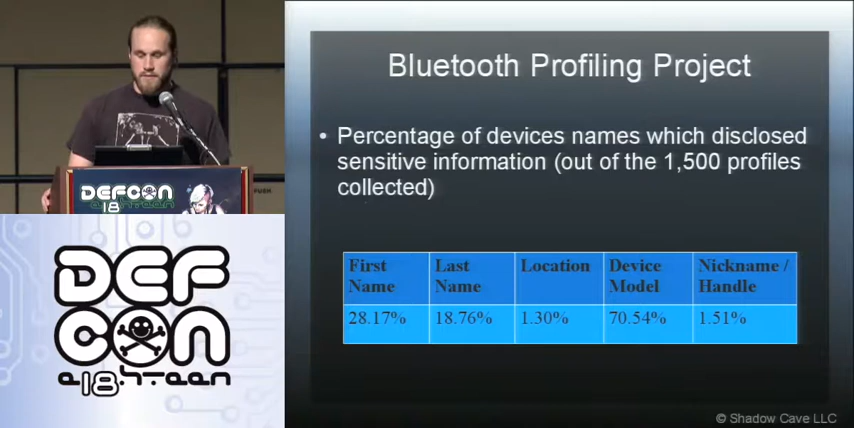 Bluetooth Profiling Project
• Percentage of devices names which disclosed
sensitive information (out of the 1,500 profiles
collected)
First Name
Last Name
Location
Device Model
Nickname / Handle
28.17%
18.76%
1.30%
70.54%
1.51%
© Shadow Cave LLC
DEFCON
18
DEF
CON
18